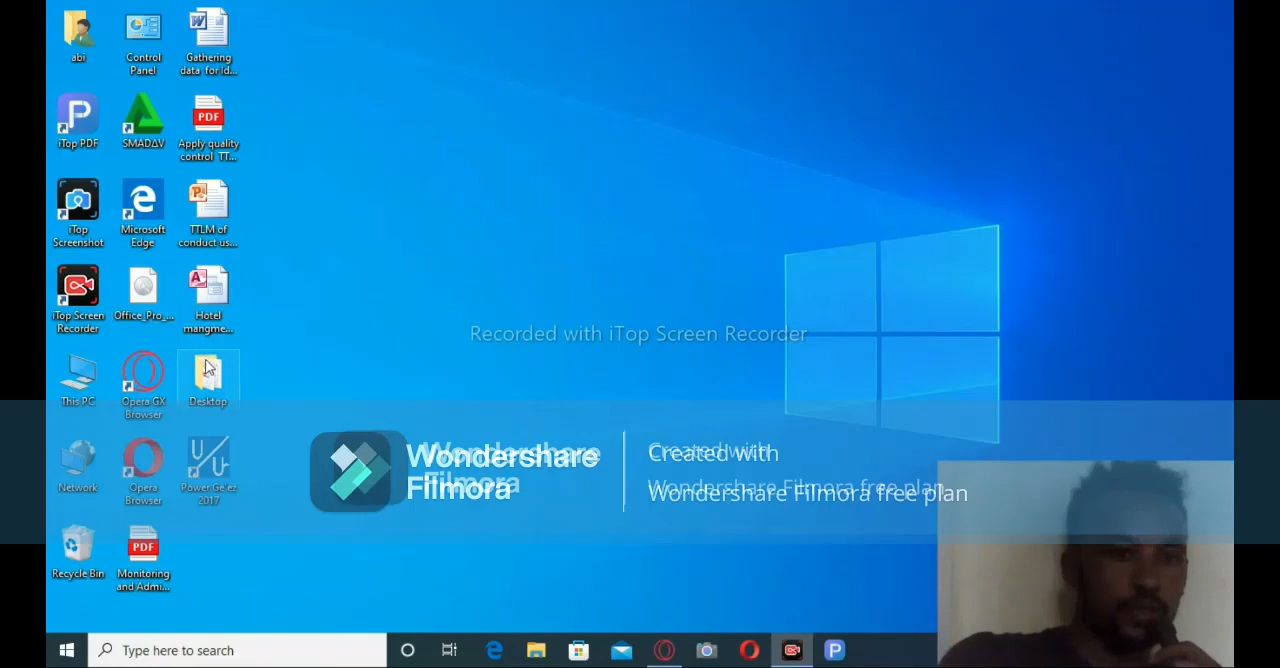 abi
Control
Panel
Gathering
data for Id...
iTop PDF
SMADAV
Apply quality
control TT...
iTop
Screenshot
Microsoft
Edge
TTLM of
conduct us...
iTop Screen
Recorder
Office_Pro_...
Hotel
mangme...
Recorded with iTop Screen Recorder
This PC
Opera GX
Browser
Desktop
Wondershare
Filmora
Created with
Wondershare Filmora free plan
Network
Opera
Browser
Power Ge'ez
2017
Recycle Bin
PDF
Monitoring
and Admi...
Type here to search